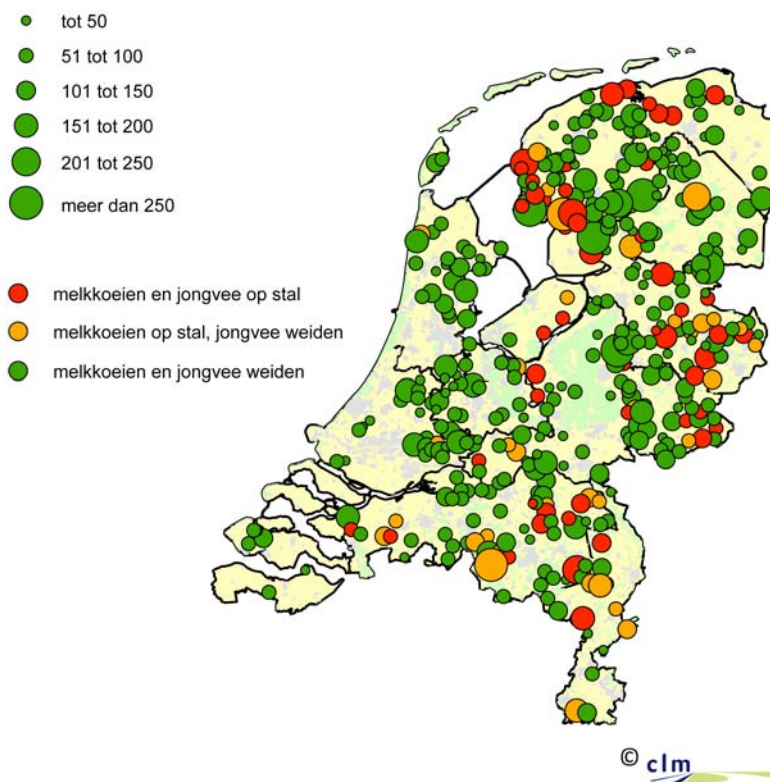 tot 50
51 tot 100
101 tot 150
151 tot 200
201 tot 250
meer dan 250
melkkoeien en jongvee op stal
melkkoeien op stal, jongvee weiden
melkkoeien en jongvee weiden
© clm